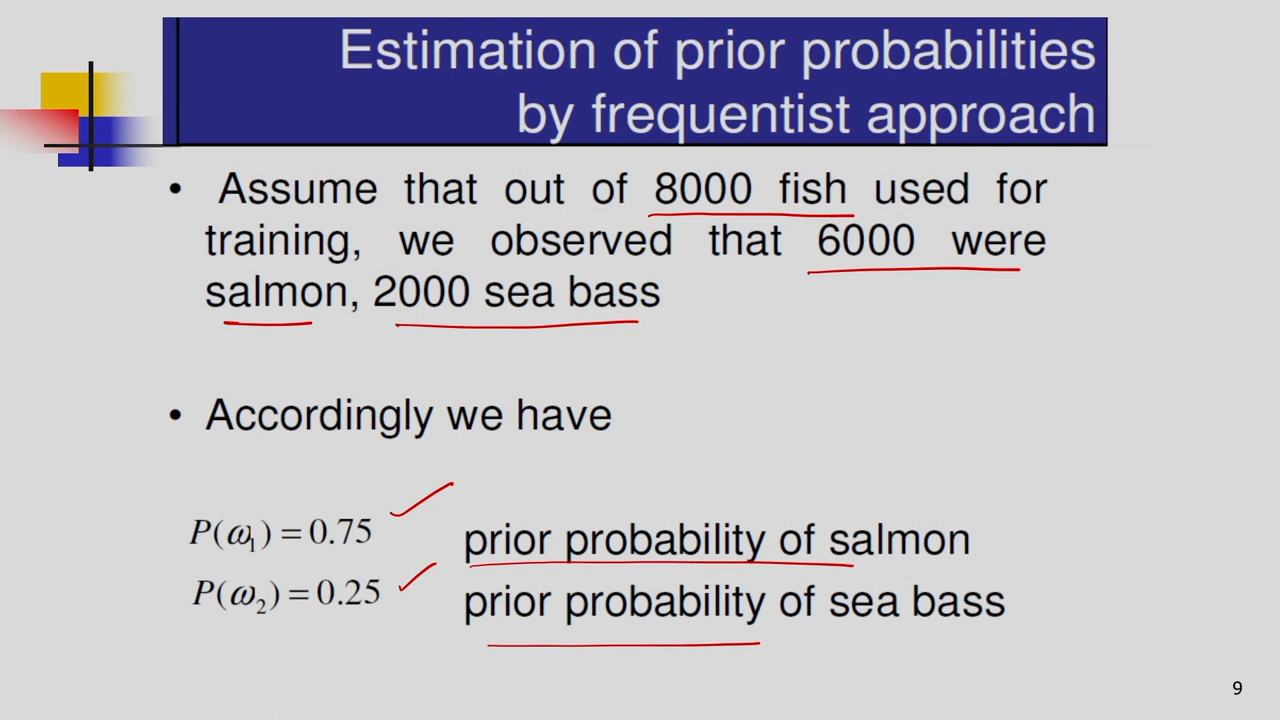 Estimation of prior probabilities
by frequentist approach
• Assume that out of 8000 fish used for
training, we observed that 6000 were
salmon, 2000 sea bass
• Accordingly we have
P(ω₁) = 0.75 prior probability of salmon
P(ω₂) = 0.25 prior probability of sea bass
9